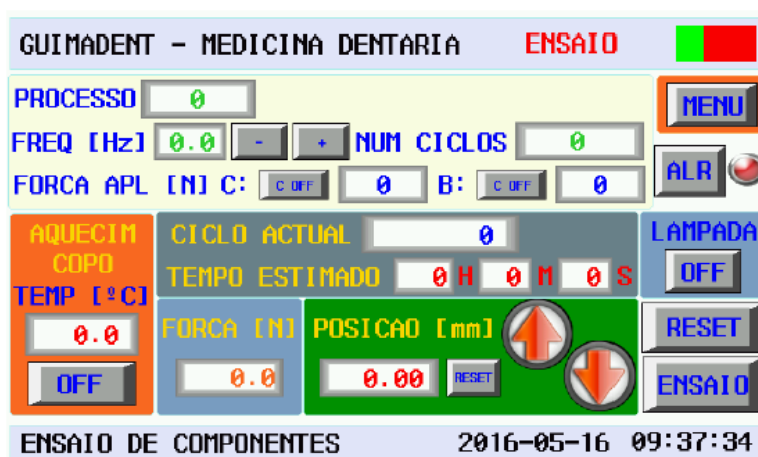 GUIMADENT - MEDICINA DENTARIA ENSAIO
PROCESSO 0 MENU
FREQ [Hz] 0.0 - + NUM CICLOS 0
FORCA APL [N] C: C OFF 0 B: C OFF 0 ALR
AQUECIM
COPO
TEMP [ºC]
0.0
OFF
CICLO ACTUAL 0
TEMPO ESTIMADO 0 H 0 M 0 S
LAMPADA
OFF
FORCA [N]
0.0
POSICAO [mm]
0.00 RESET
RESET
ENSAIO
ENSAIO DE COMPONENTES 2016-05-16 09:37:34